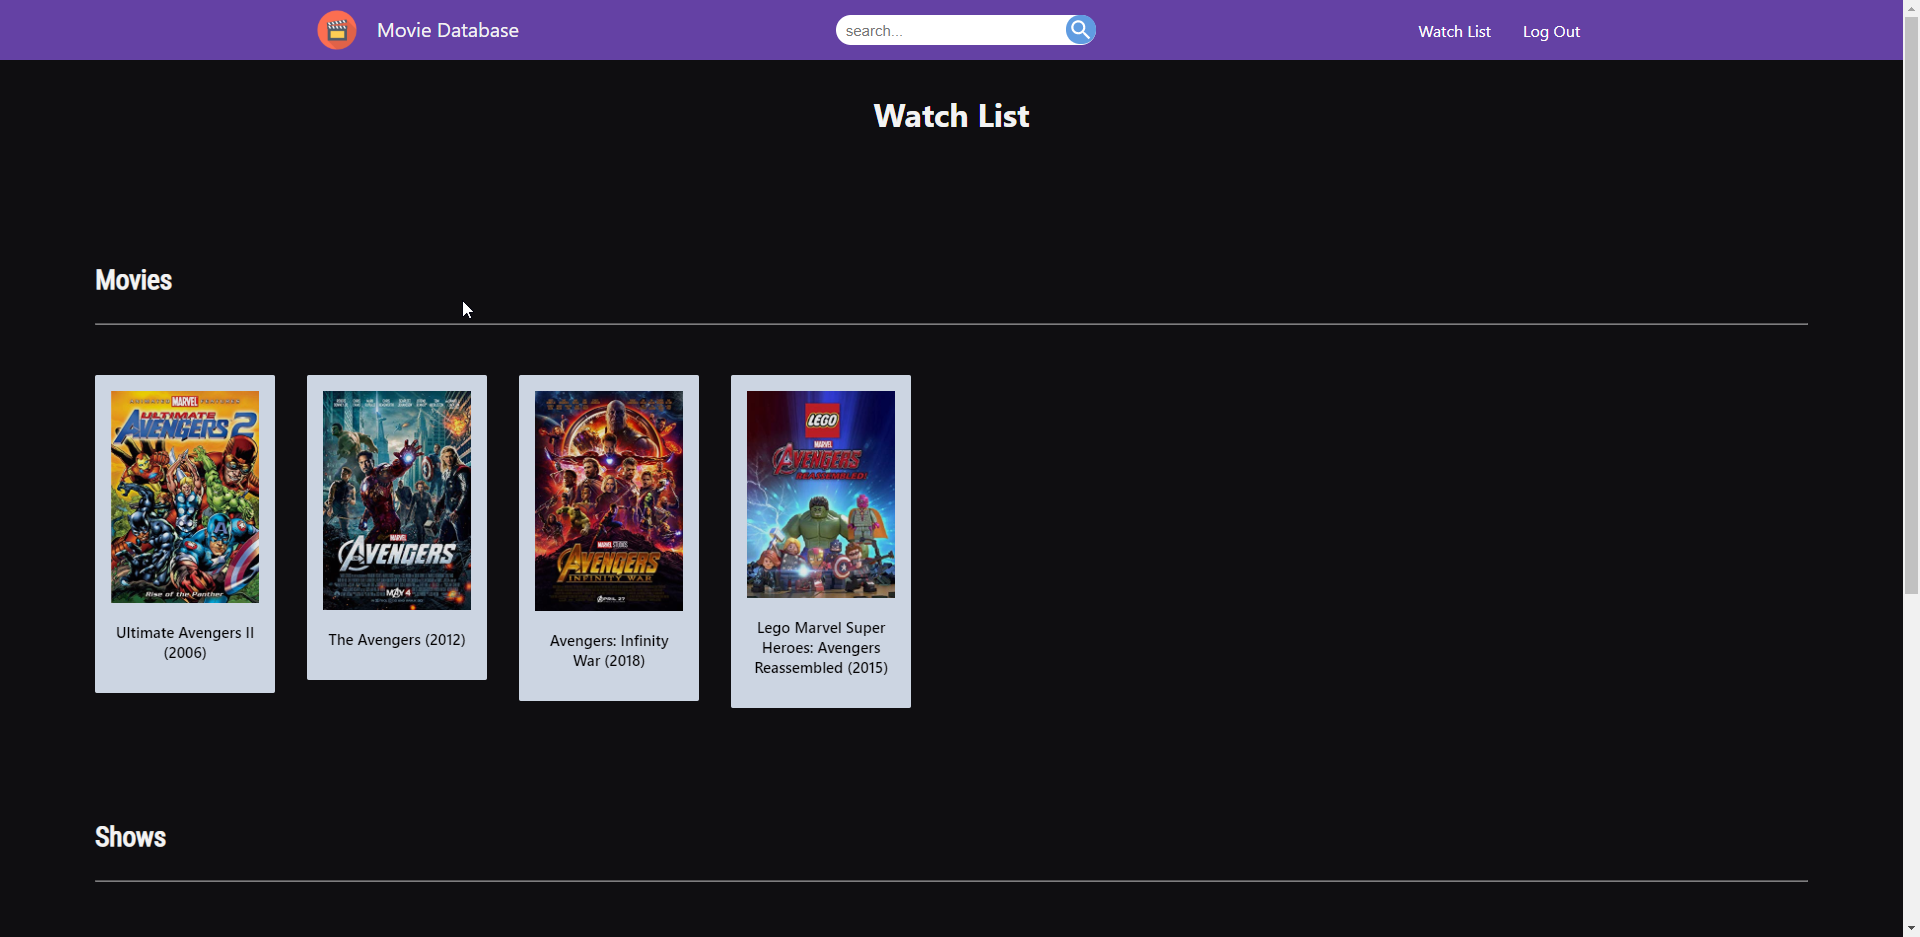 Movie Database
search...
Watch List
Log Out
Watch List
Movies
MARVEL
ULTIMATE
AVENGERS 2
Rise of the Panther
Ultimate Avengers II
(2006)
MARVEL
AVENGERS
MAY 4
The Avengers (2012)
MARVEL STUDIOS
AVENGERS
INFINITY WAR
APRIL 27
Avengers: Infinity
War (2018)
LEGO
MARVEL
AVENGERS
REASSEMBLED!
Lego Marvel Super
Heroes: Avengers
Reassembled (2015)
Shows